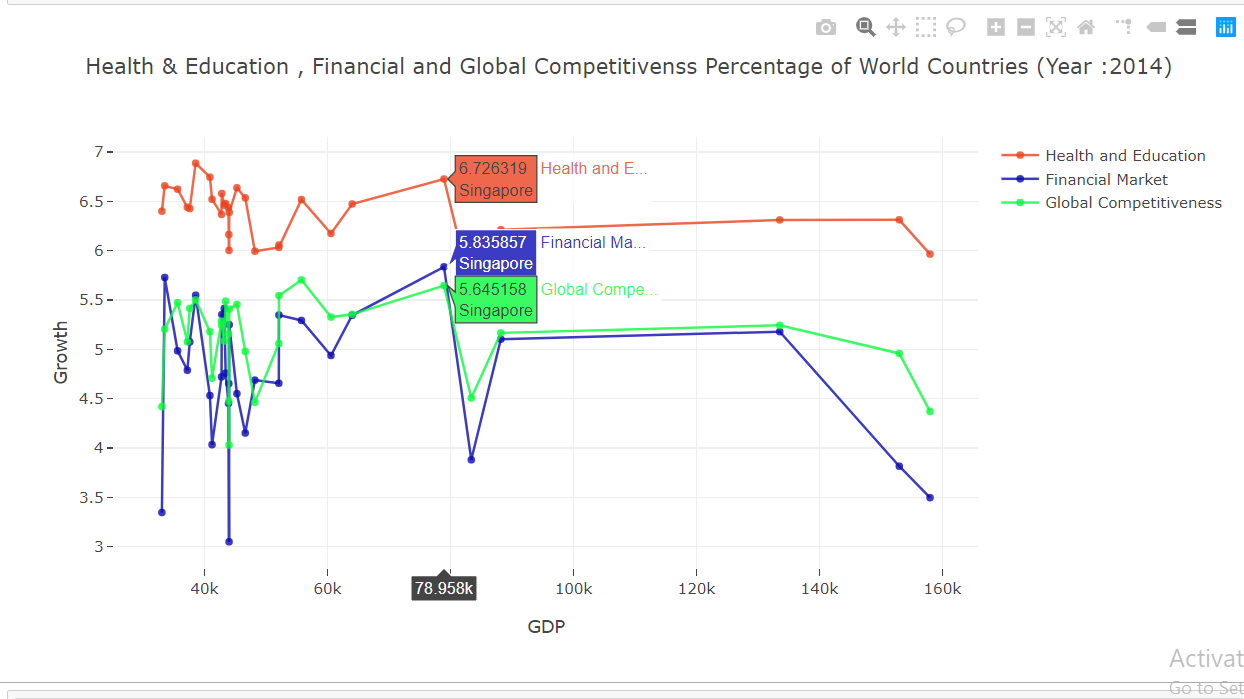 Health & Education , Financial and Global Competitivenss Percentage of World Countries (Year :2014)
7
6.5
6
5.5
5
4.5
4
3.5
3
Growth
6.726319
Singapore
Health and E...
5.835857
Singapore
Financial Ma...
5.645158
Singapore
Global Compe...
Health and Education
Financial Market
Global Competitiveness
40k
60k
78.958k
100k
120k
140k
160k
GDP
Activat
Go to Set